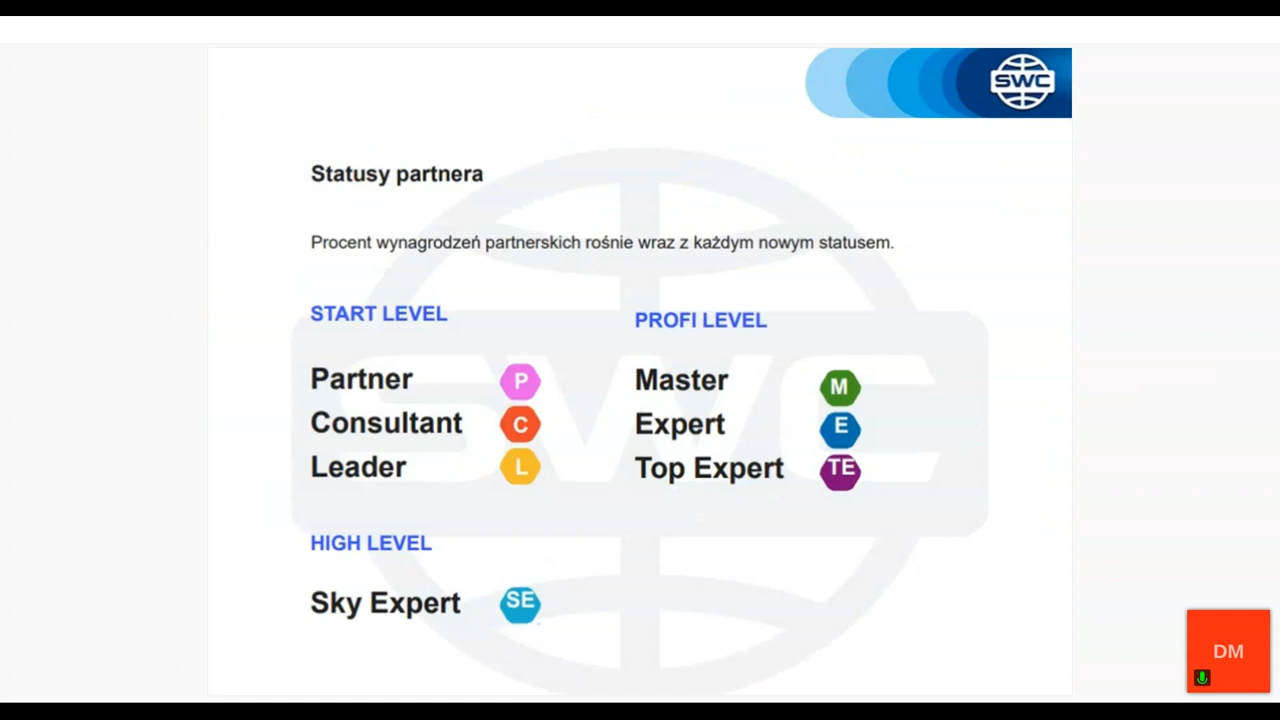 SWC
Statusy partnera
Procent wynagrodzeń partnerskich rośnie wraz z każdym nowym statusem.
START LEVEL
Partner P
Consultant C
Leader L
PROFI LEVEL
Master M
Expert E
Top Expert TE
HIGH LEVEL
Sky Expert SE
SWC
DM